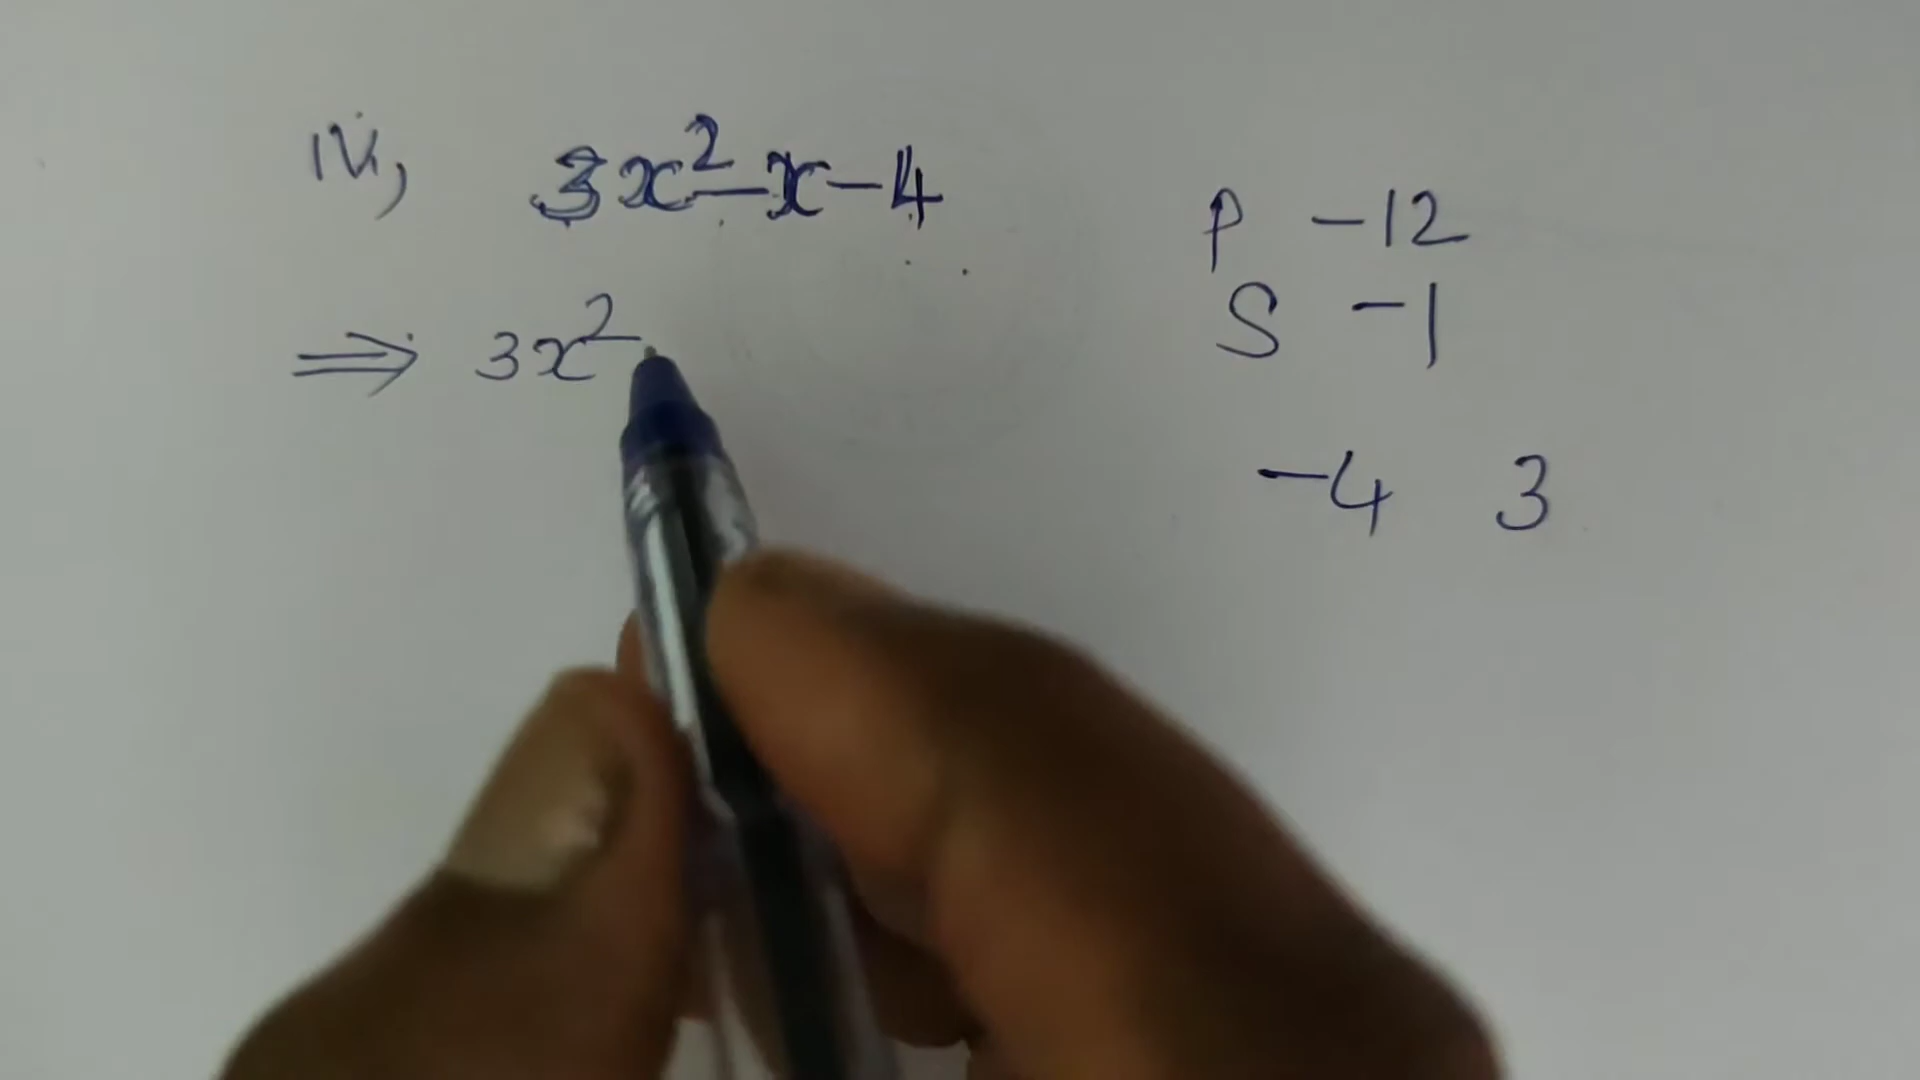 iv, 3x² - x - 4
P -12
S -1
⇒ 3x² -
-4 3